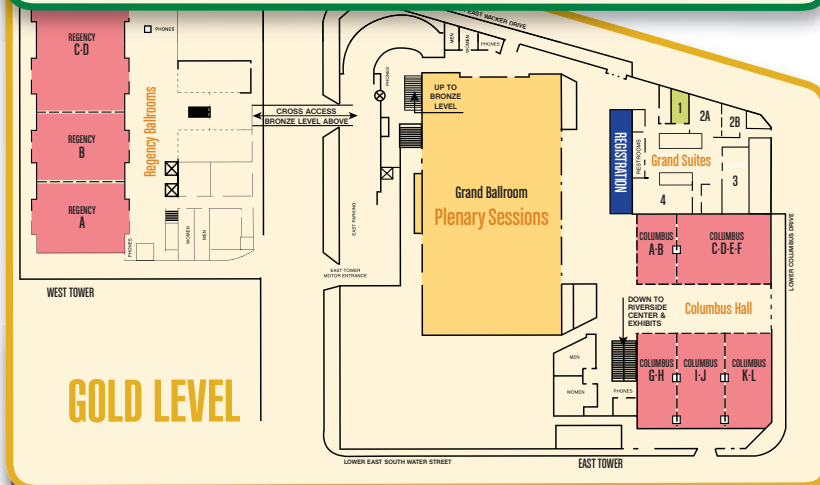 EAST WACKER DRIVE
REGENCY
C·D
PHONES
MEN
WOMEN
PHONES
PHONES
UP TO
BRONZE
LEVEL
CROSS ACCESS
BRONZE LEVEL ABOVE
Regency Ballrooms
REGENCY
B
REGENCY
A
PHONES
WOMEN
MEN
WEST TOWER
GOLD LEVEL
EAST PARKING
EAST TOWER
MOTOR ENTRANCE
Grand Ballroom
Plenary Sessions
REGISTRATION
RESTROOMS
1
2A
2B
Grand Suites
3
4
COLUMBUS
A·B
COLUMBUS
C·D·E·F
LOWER COLUMBUS DRIVE
DOWN TO
RIVERSIDE
CENTER &
EXHIBITS
Columbus Hall
MEN
WOMEN
PHONES
COLUMBUS
G·H
COLUMBUS
I·J
COLUMBUS
K·L
LOWER EAST SOUTH WATER STREET
EAST TOWER